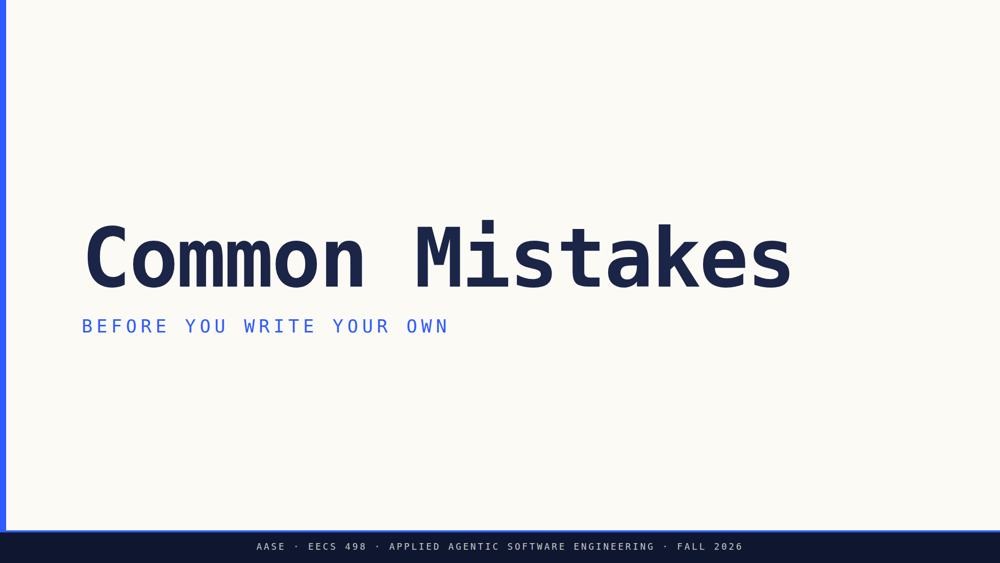 Common Mistakes
BEFORE YOU WRITE YOUR OWN
AASE · EECS 498 · APPLIED AGENTIC SOFTWARE ENGINEERING · FALL 2026